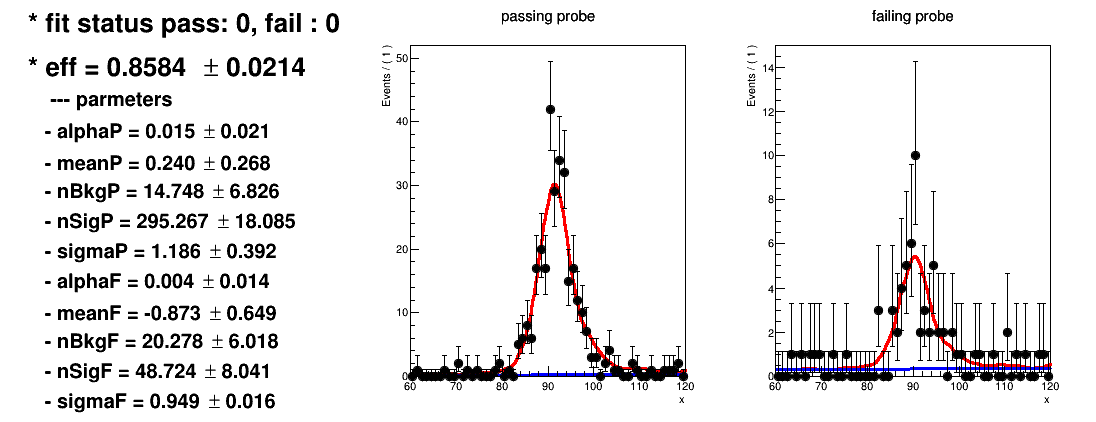 * fit status pass: 0, fail : 0
* eff = 0.8584 ± 0.0214
--- parmeters
- alphaP = 0.015 ± 0.021
- meanP = 0.240 ± 0.268
- nBkgP = 14.748 ± 6.826
- nSigP = 295.267 ± 18.085
- sigmaP = 1.186 ± 0.392
- alphaF = 0.004 ± 0.014
- meanF = -0.873 ± 0.649
- nBkgF = 20.278 ± 6.018
- nSigF = 48.724 ± 8.041
- sigmaF = 0.949 ± 0.016
passing probe
Events / ( 1 )
50
40
30
20
10
0
60 70 80 90 100 110 120
x
failing probe
Events / ( 1 )
14
12
10
8
6
4
2
0
60 70 80 90 100 110 120
x